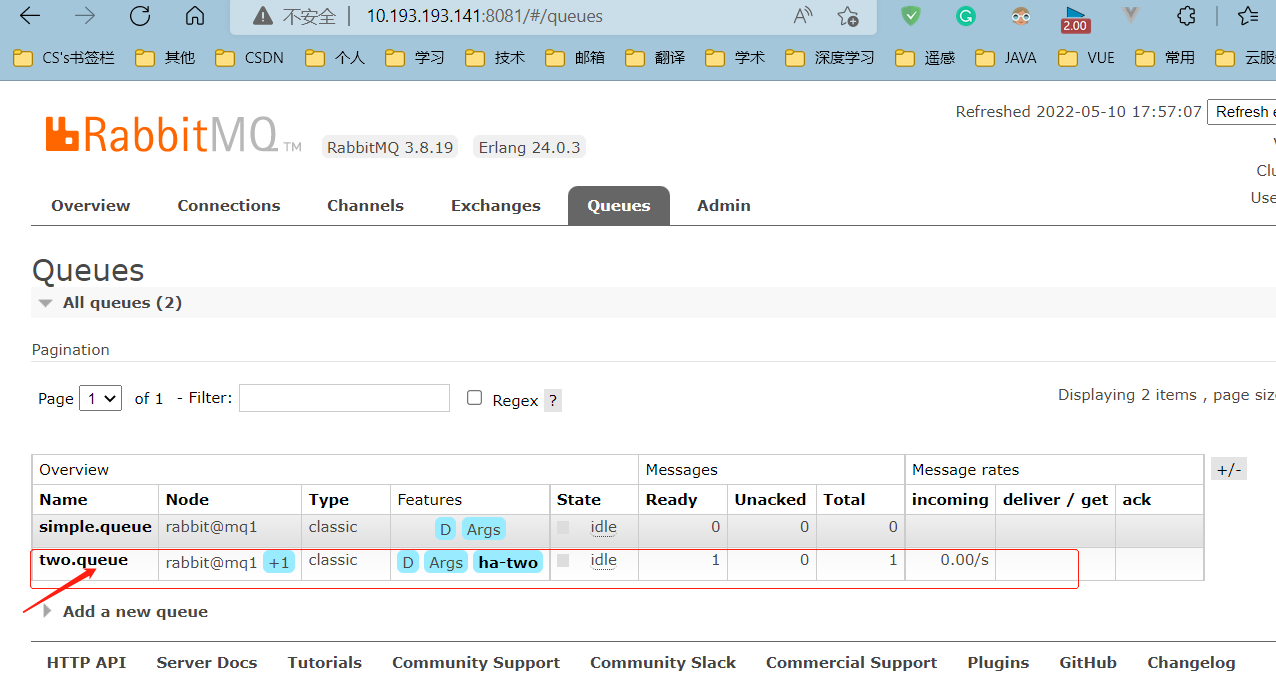 不安全 | 10.193.193.141:8081/#/queues
2.00
CS's书签栏 其他 CSDN 个人 学习 技术 邮箱 翻译 学术 深度学习 遥感 JAVA VUE 常用 云服
Refreshed 2022-05-10 17:57:07 Refresh e
RabbitMQ TM RabbitMQ 3.8.19 Erlang 24.0.3
Clu
Use
Overview Connections Channels Exchanges Queues Admin
Queues
All queues (2)
Pagination
Page 1 of 1 - Filter: Regex ?
Displaying 2 items , page size
Overview Messages Message rates +/-
Name Node Type Features State Ready Unacked Total incoming deliver / get ack
simple.queue rabbit@mq1 classic D Args idle 0 0 0
two.queue rabbit@mq1 +1 classic D Args ha-two idle 1 0 1 0.00/s
Add a new queue
HTTP API Server Docs Tutorials Community Support Community Slack Commercial Support Plugins GitHub Changelog